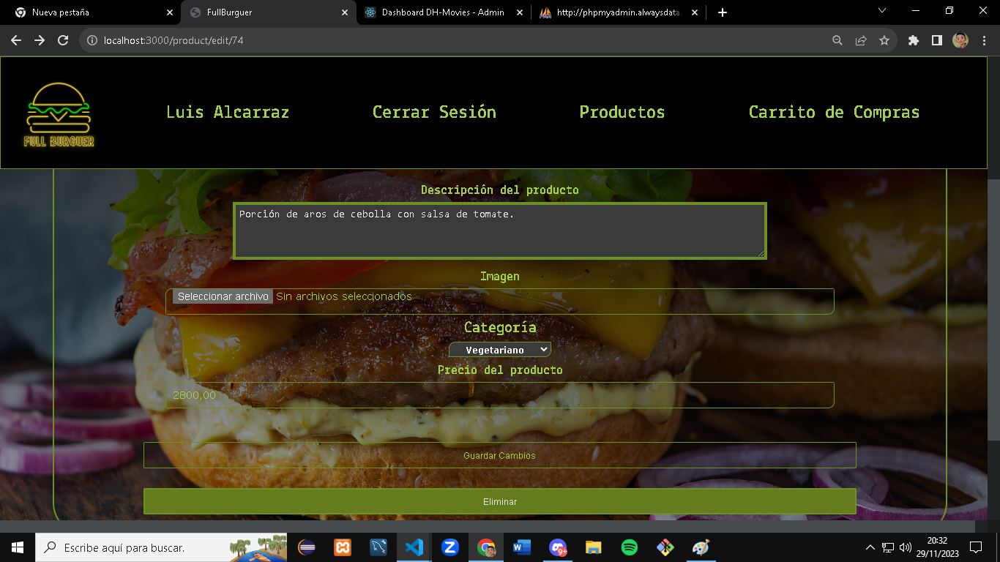 Nueva pestaña
FullBurguer
Dashboard DH-Movies - Admin
http://phpmyadmin.alwaysdata.
localhost:3000/product/edit/74
FULL BURGUER
Luis Alcarraz
Cerrar Sesión
Productos
Carrito de Compras
Descripción del producto
Porción de aros de cebolla con salsa de tomate.
Imagen
Seleccionar archivo Sin archivos seleccionados
Categoría
Vegetariano
Precio del producto
2800,00
Guardar Cambios
Eliminar
Escribe aquí para buscar.
9+
20:32
29/11/2023